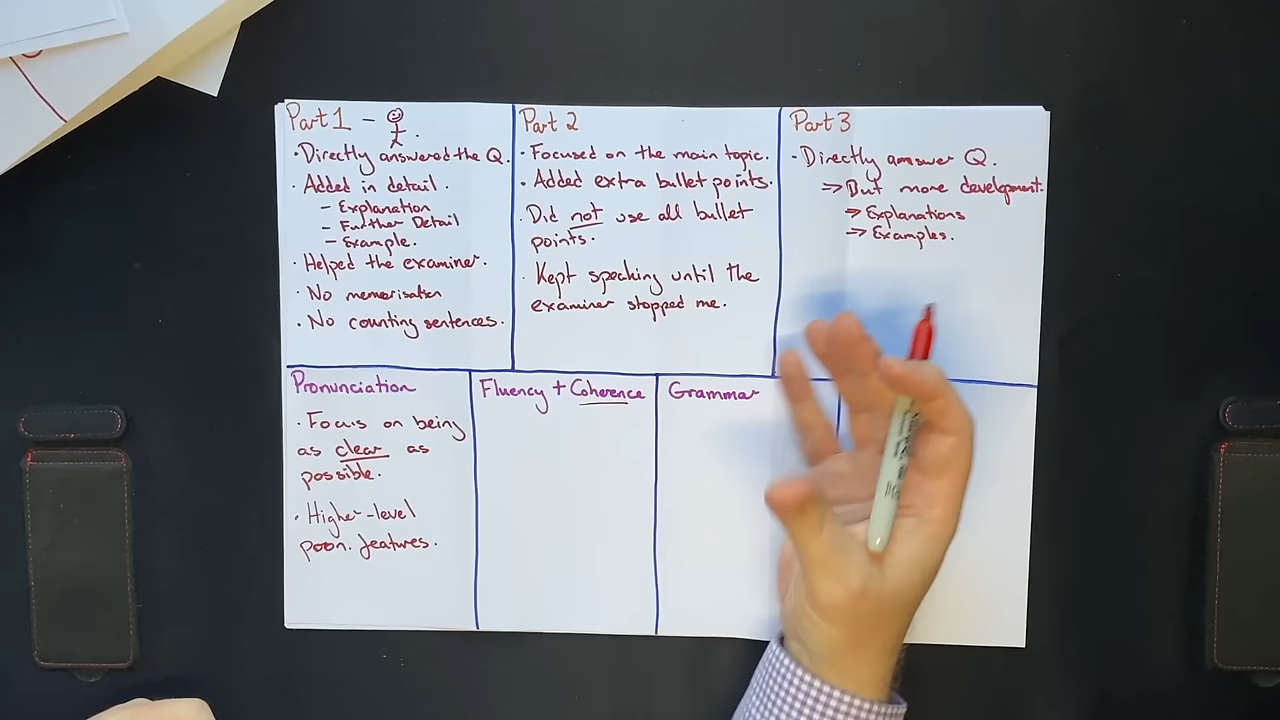 Part 1 -
· Directly answered the Q.
· Added in detail.
- Explanation
- Further Detail
- Example.
· Helped the examiner.
· No memorisation
· No counting sentences.
Part 2
· Focused on the main topic.
· Added extra bullet points.
· Did not use all bullet
points.
· Kept speaking until the
examiner stopped me.
Part 3
· Directly answer Q.
⇒ But more development.
⇒ Explanations
⇒ Examples.
Pronunciation
· Focus on being
as clear as
possible.
· Higher-level
pron. features.
Fluency + Coherence
Grammar